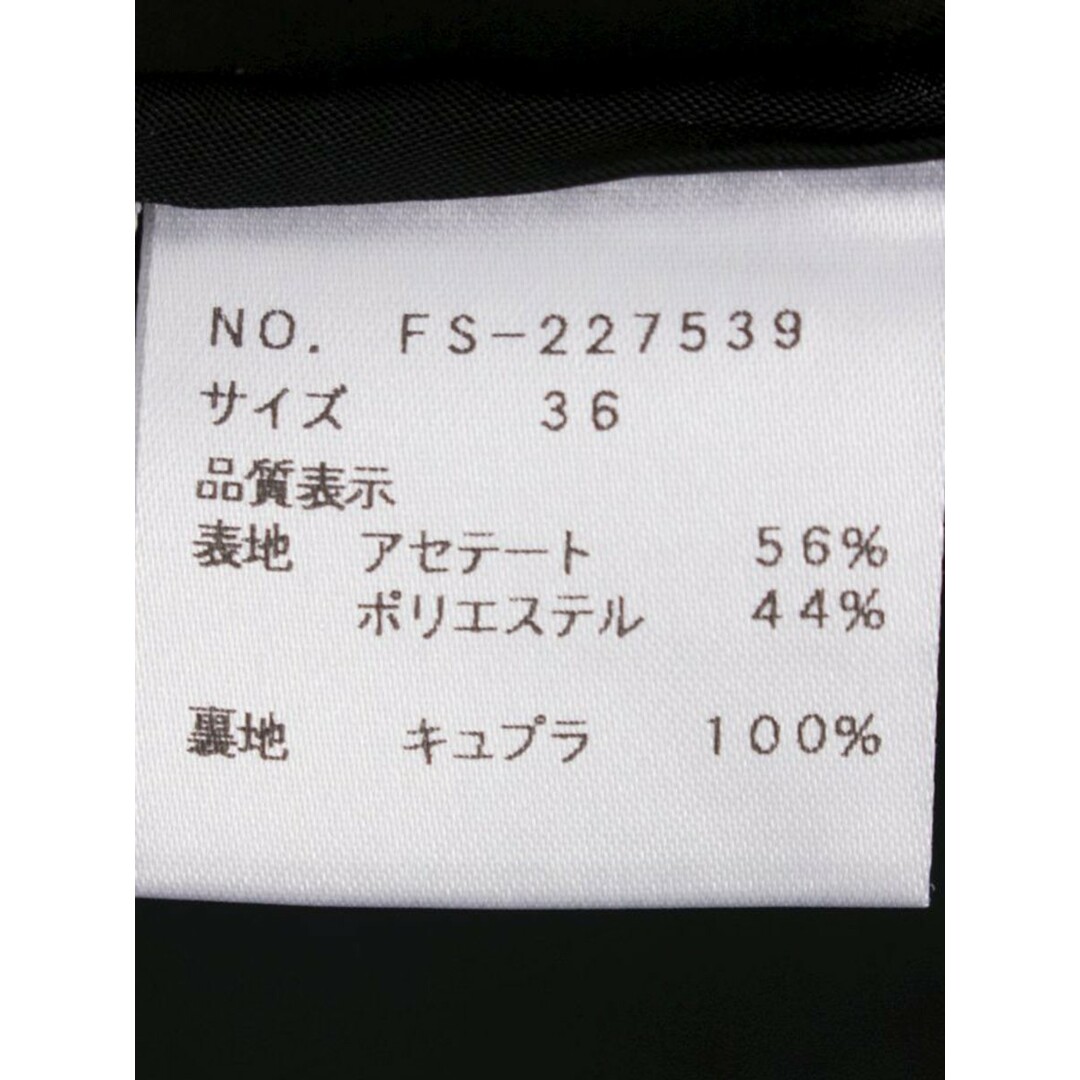 NO. FS-227539
サイズ 36
品質表示
表地 アセテート 56%
ポリエステル 44%
裏地 キュプラ 100%